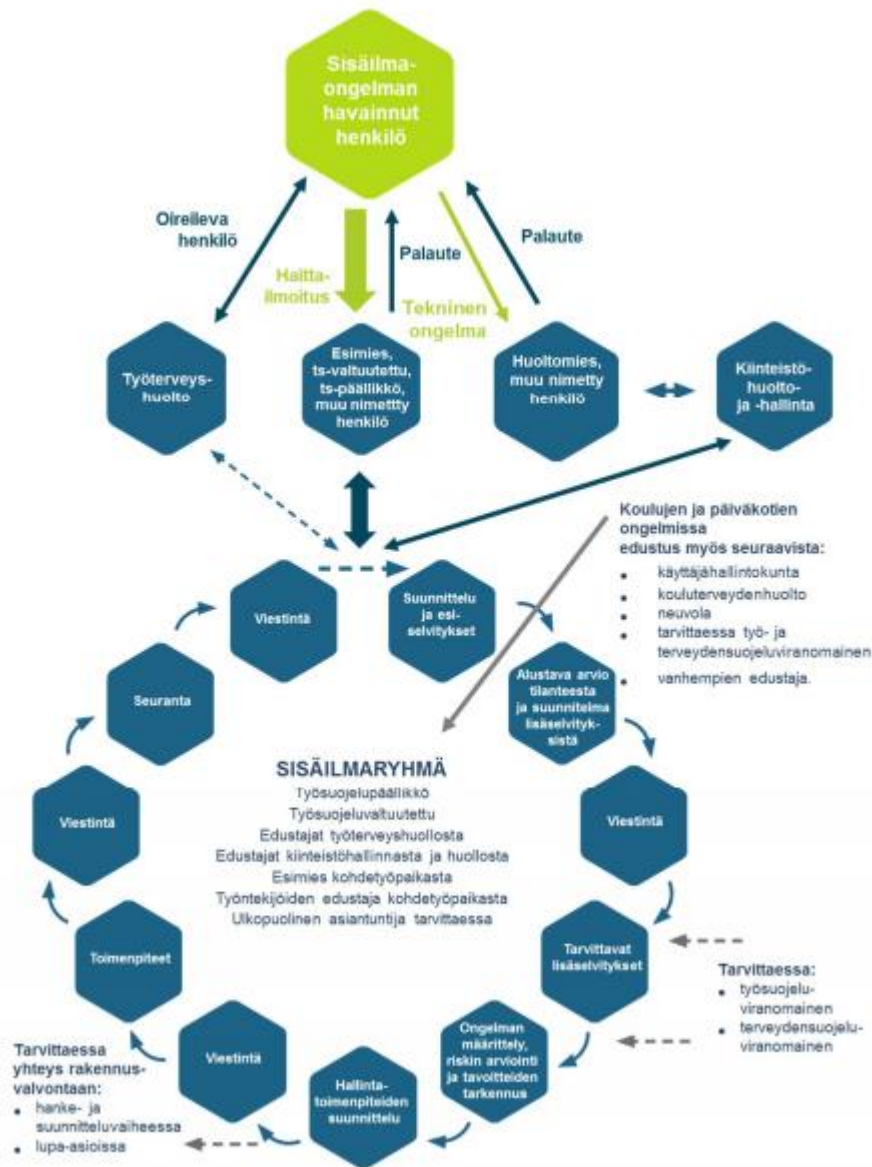 Sisäilma-
ongelman
havainnut
henkilö
Oireileva
henkilö
Haitta-
ilmoitus
Palaute
Tekninen
ongelma
Palaute
Työterveys-
huolto
Esimies,
ts-valtuutettu,
ts-päällikkö,
muu nimettty
henkilö
Huoltomies,
muu nimetty
henkilö
Kiinteistö-
huolto-
ja -hallinta
Koulujen ja päiväkotien
ongelmissa
edustus myös seuraavista:
• käyttäjähallintokunta
• kouluterveydenhuolto
• neuvola
• tarvittaessa työ- ja
terveydensuojeluviranomainen
• vanhempien edustaja.
Viestintä
Suunnittelu
ja esi-
selvitykset
Seuranta
Alustava arvio
tilanteesta
ja suunnitelma
lisäselvityk-
sistä
SISÄILMARYHMÄ
Työsuojelupäällikkö
Työsuojeluvaltuutettu
Edustajat työterveyshuollosta
Edustajat kiinteistöhallinnasta ja huollosta
Esimies kohdetyöpaikasta
Työntekijöiden edustaja kohdetyöpaikasta
Ulkopuolinen asiantuntija tarvittaessa
Viestintä
Viestintä
Toimenpiteet
Tarvittavat
lisäselvitykset
Tarvittaessa:
• työsuojelu-
viranomainen
• terveydensuojelu-
viranomainen
Viestintä
Ongelman
määrittely,
riskin arviointi
ja tavoitteiden
tarkennus
Hallinta-
toimenpiteiden
suunnittelu
Tarvittaessa
yhteys rakennus-
valvontaan:
• hanke- ja
suunnitteluvaiheessa
• lupa-asioissa